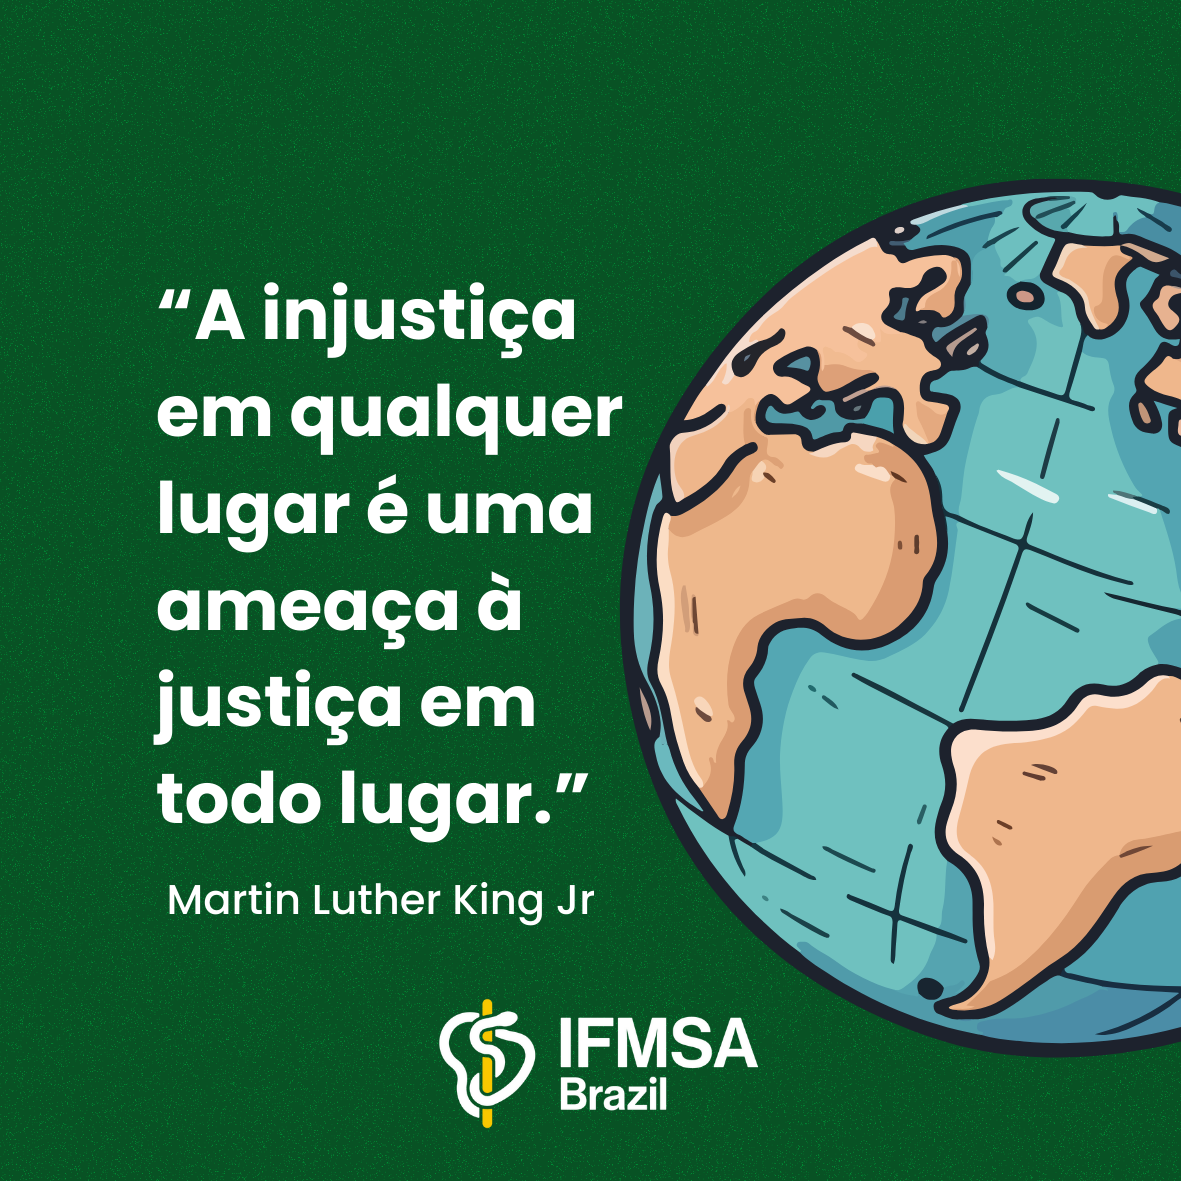 “A injustiça
em qualquer
lugar é uma
ameaça à
justiça em
todo lugar.”
Martin Luther King Jr
IFMSA
Brazil